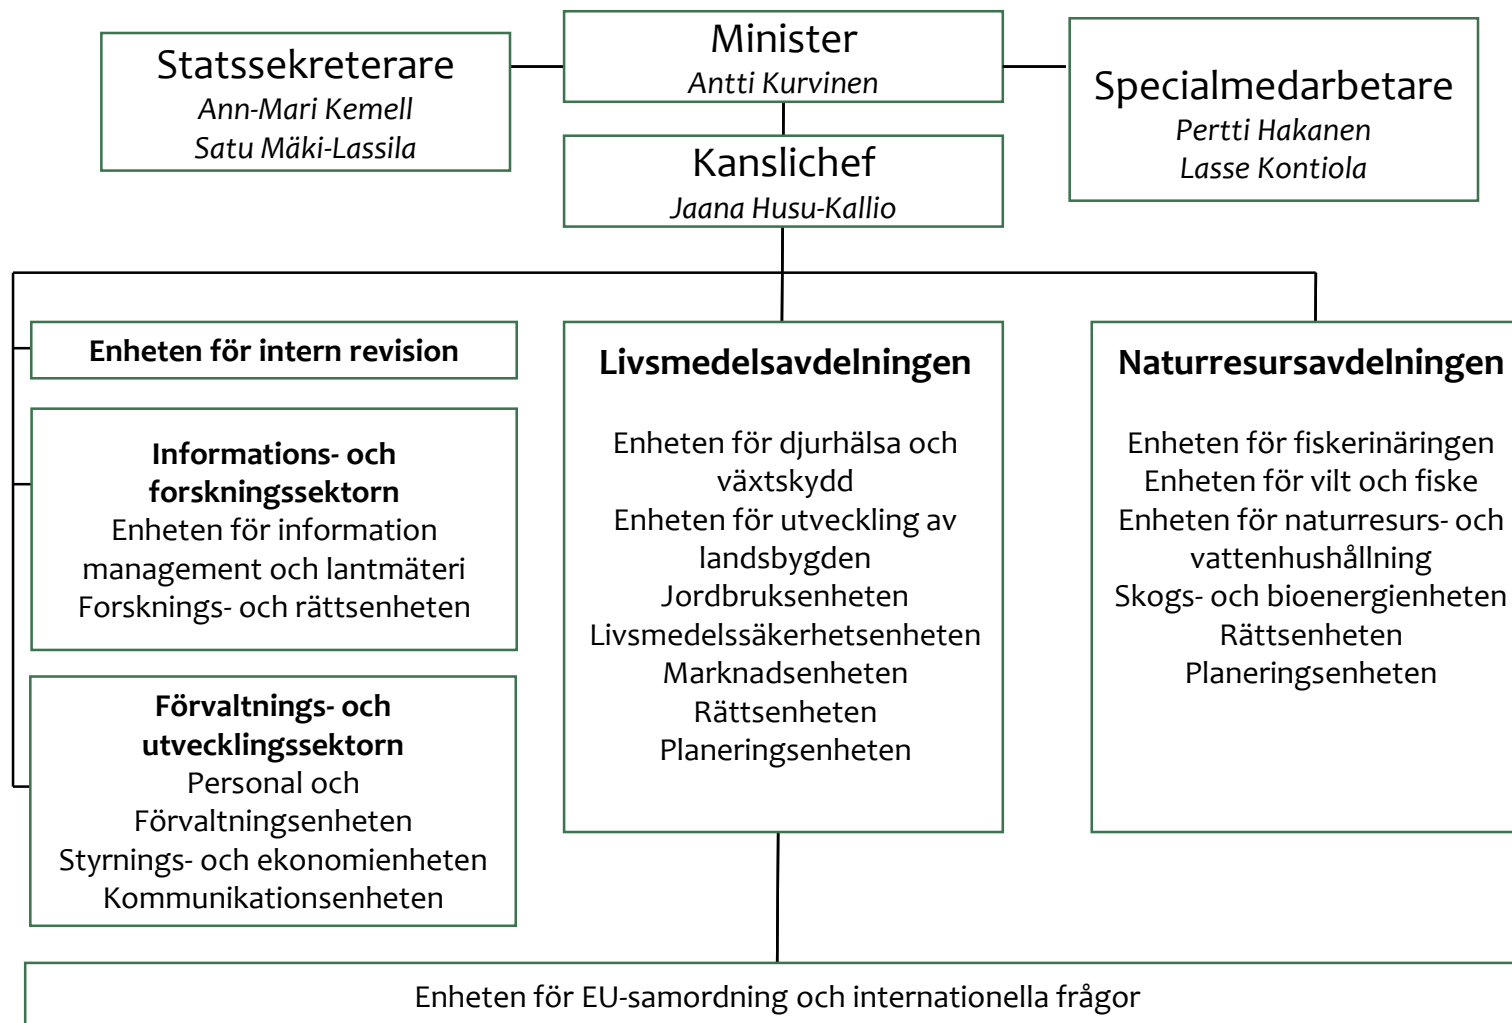 Statssekreterare
Ann-Mari Kemell
Satu Mäki-Lassila
Minister
Antti Kurvinen
Specialmedarbetare
Pertti Hakanen
Lasse Kontiola
Kanslichef
Jaana Husu-Kallio
Enheten för intern revision
Informations- och
forskningssektorn
Enheten för information
management och lantmäteri
Forsknings- och rättsenheten
Förvaltnings- och
utvecklingssektorn
Personal och
Förvaltningsenheten
Styrnings- och ekonomienheten
Kommunikationsenheten
Livsmedelsavdelningen
Enheten för djurhälsa och
växtskydd
Enheten för utveckling av
landsbygden
Jordbruksenheten
Livsmedelssäkerhetsenheten
Marknadsenheten
Rättsenheten
Planeringsenheten
Naturresursavdelningen
Enheten för fiskerinäringen
Enheten för vilt och fiske
Enheten för naturresurs- och
vattenhushållning
Skogs- och bioenergienheten
Rättsenheten
Planeringsenheten
Enheten för EU-samordning och internationella frågor